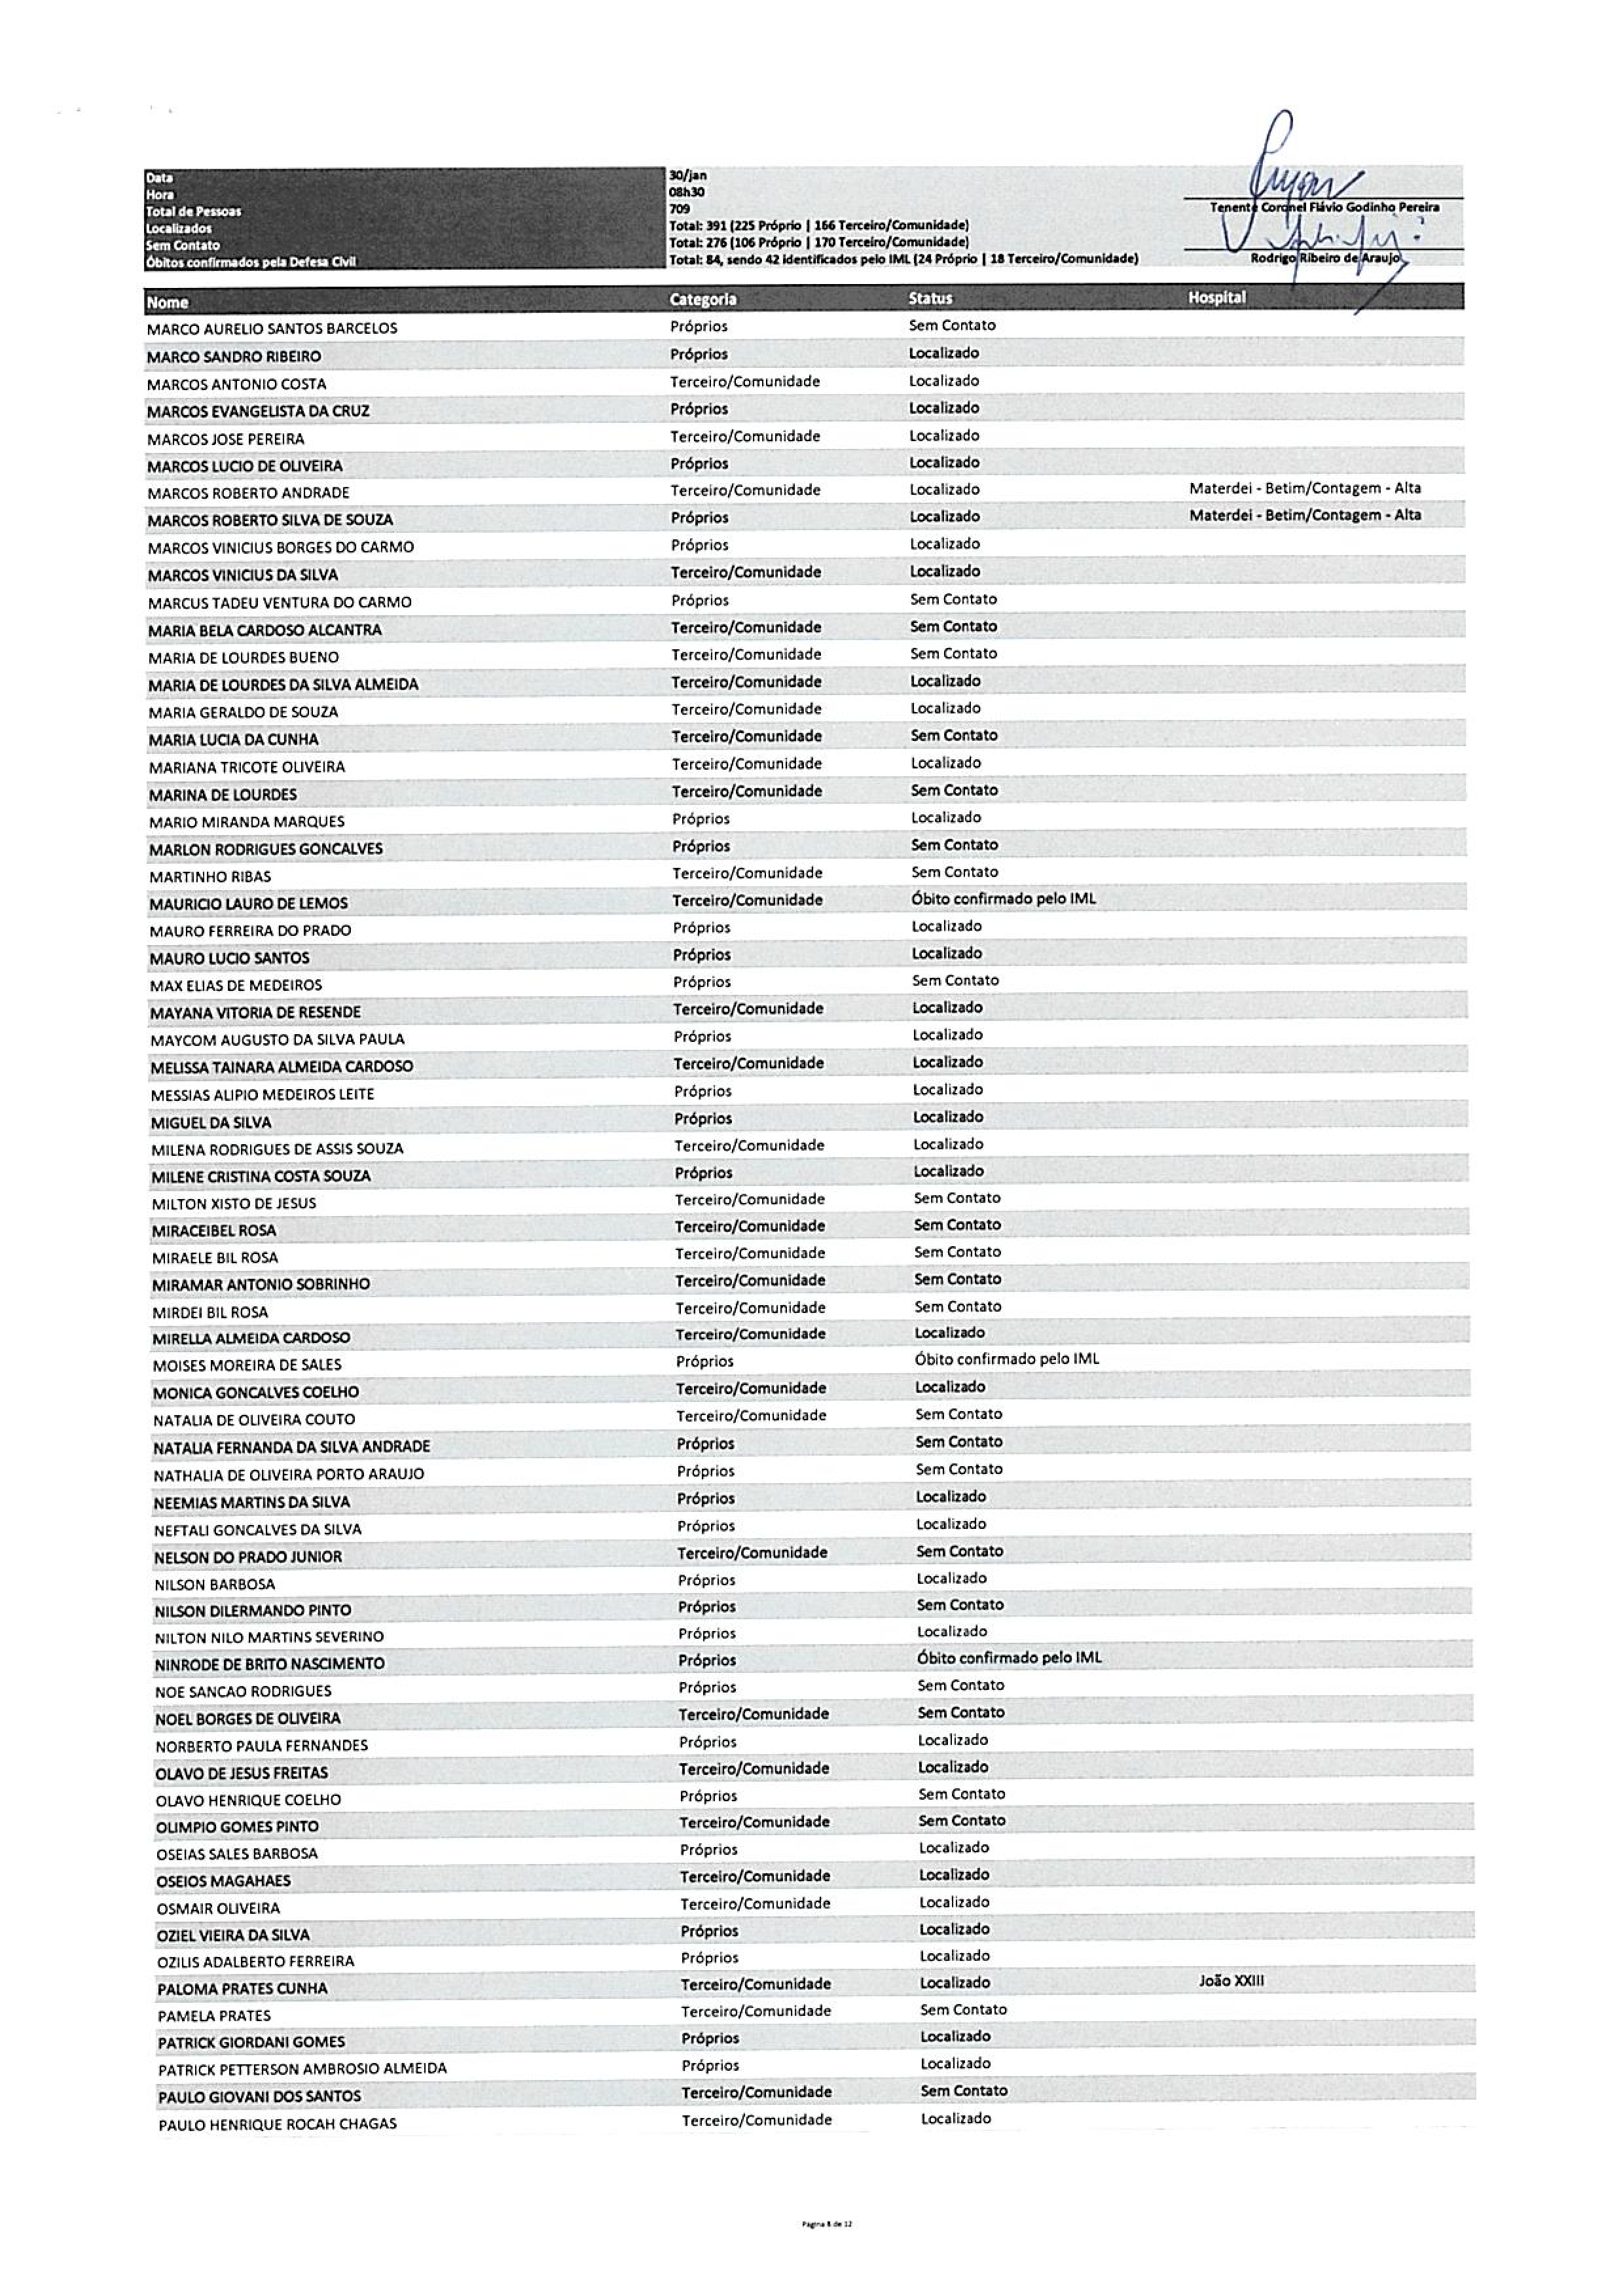 Data 30/jan
Hora 08h30
Total de Pessoas 709
Tenente Coronel Flávio Godinho Pereira
Localizados Total: 391 (225 Próprio | 166 Terceiro/Comunidade)
Sem Contato Total: 276 (106 Próprio | 170 Terceiro/Comunidade)
Óbitos confirmados pela Defesa Civil Total: 84, sendo 42 identificados pelo IML (24 Próprio | 18 Terceiro/Comunidade)
Rodrigo Ribeiro de Araujo
Nome Categoria Status Hospital
MARCO AURELIO SANTOS BARCELOS Próprios Sem Contato
MARCO SANDRO RIBEIRO Próprios Localizado
MARCOS ANTONIO COSTA Terceiro/Comunidade Localizado
MARCOS EVANGELISTA DA CRUZ Próprios Localizado
MARCOS JOSE PEREIRA Terceiro/Comunidade Localizado
MARCOS LUCIO DE OLIVEIRA Próprios Localizado
MARCOS ROBERTO ANDRADE Terceiro/Comunidade Localizado Materdei - Betim/Contagem - Alta
MARCOS ROBERTO SILVA DE SOUZA Próprios Localizado Materdei - Betim/Contagem - Alta
MARCOS VINICIUS BORGES DO CARMO Próprios Localizado
MARCOS VINICIUS DA SILVA Terceiro/Comunidade Localizado
MARCUS TADEU VENTURA DO CARMO Próprios Sem Contato
MARIA BELA CARDOSO ALCANTRA Terceiro/Comunidade Sem Contato
MARIA DE LOURDES BUENO Terceiro/Comunidade Sem Contato
MARIA DE LOURDES DA SILVA ALMEIDA Terceiro/Comunidade Localizado
MARIA GERALDO DE SOUZA Terceiro/Comunidade Localizado
MARIA LUCIA DA CUNHA Terceiro/Comunidade Sem Contato
MARIANA TRICOTE OLIVEIRA Terceiro/Comunidade Localizado
MARINA DE LOURDES Terceiro/Comunidade Sem Contato
MARIO MIRANDA MARQUES Próprios Localizado
MARLON RODRIGUES GONCALVES Próprios Sem Contato
MARTINHO RIBAS Terceiro/Comunidade Sem Contato
MAURICIO LAURO DE LEMOS Terceiro/Comunidade Óbito confirmado pelo IML
MAURO FERREIRA DO PRADO Próprios Localizado
MAURO LUCIO SANTOS Próprios Localizado
MAX ELIAS DE MEDEIROS Próprios Sem Contato
MAYANA VITORIA DE RESENDE Terceiro/Comunidade Localizado
MAYCOM AUGUSTO DA SILVA PAULA Próprios Localizado
MELISSA TAINARA ALMEIDA CARDOSO Terceiro/Comunidade Localizado
MESSIAS ALIPIO MEDEIROS LEITE Próprios Localizado
MIGUEL DA SILVA Próprios Localizado
MILENA RODRIGUES DE ASSIS SOUZA Terceiro/Comunidade Localizado
MILENE CRISTINA COSTA SOUZA Próprios Localizado
MILTON XISTO DE JESUS Terceiro/Comunidade Sem Contato
MIRACEIBEL ROSA Terceiro/Comunidade Sem Contato
MIRAELE BIL ROSA Terceiro/Comunidade Sem Contato
MIRAMAR ANTONIO SOBRINHO Terceiro/Comunidade Sem Contato
MIRDEI BIL ROSA Terceiro/Comunidade Sem Contato
MIRELLA ALMEIDA CARDOSO Terceiro/Comunidade Localizado
MOISES MOREIRA DE SALES Próprios Óbito confirmado pelo IML
MONICA GONCALVES COELHO Terceiro/Comunidade Localizado
NATALIA DE OLIVEIRA COUTO Terceiro/Comunidade Sem Contato
NATALIA FERNANDA DA SILVA ANDRADE Próprios Sem Contato
NATHALIA DE OLIVEIRA PORTO ARAUJO Próprios Sem Contato
NEEMIAS MARTINS DA SILVA Próprios Localizado
NEFTALI GONCALVES DA SILVA Próprios Localizado
NELSON DO PRADO JUNIOR Terceiro/Comunidade Sem Contato
NILSON BARBOSA Próprios Localizado
NILSON DILERMANDO PINTO Próprios Sem Contato
NILTON NILO MARTINS SEVERINO Próprios Localizado
NINRODE DE BRITO NASCIMENTO Próprios Óbito confirmado pelo IML
NOE SANCAO RODRIGUES Próprios Sem Contato
NOEL BORGES DE OLIVEIRA Terceiro/Comunidade Sem Contato
NORBERTO PAULA FERNANDES Próprios Localizado
OLAVO DE JESUS FREITAS Terceiro/Comunidade Localizado
OLAVO HENRIQUE COELHO Próprios Sem Contato
OLIMPIO GOMES PINTO Terceiro/Comunidade Sem Contato
OSEIAS SALES BARBOSA Próprios Localizado
OSEIOS MAGAHAES Terceiro/Comunidade Localizado
OSMAIR OLIVEIRA Terceiro/Comunidade Localizado
OZIEL VIEIRA DA SILVA Próprios Localizado
OZILIS ADALBERTO FERREIRA Próprios Localizado
PALOMA PRATES CUNHA Terceiro/Comunidade Localizado João XXIII
PAMELA PRATES Terceiro/Comunidade Sem Contato
PATRICK GIORDANI GOMES Próprios Localizado
PATRICK PETTERSON AMBROSIO ALMEIDA Próprios Localizado
PAULO GIOVANI DOS SANTOS Terceiro/Comunidade Sem Contato
PAULO HENRIQUE ROCAH CHAGAS Terceiro/Comunidade Localizado
Página 8 de 12